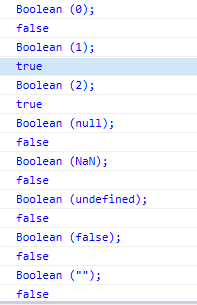 Boolean (0);
false
Boolean (1);
true
Boolean (2);
true
Boolean (null);
false
Boolean (NaN);
false
Boolean (undefined);
false
Boolean (false);
false
Boolean ("");
false